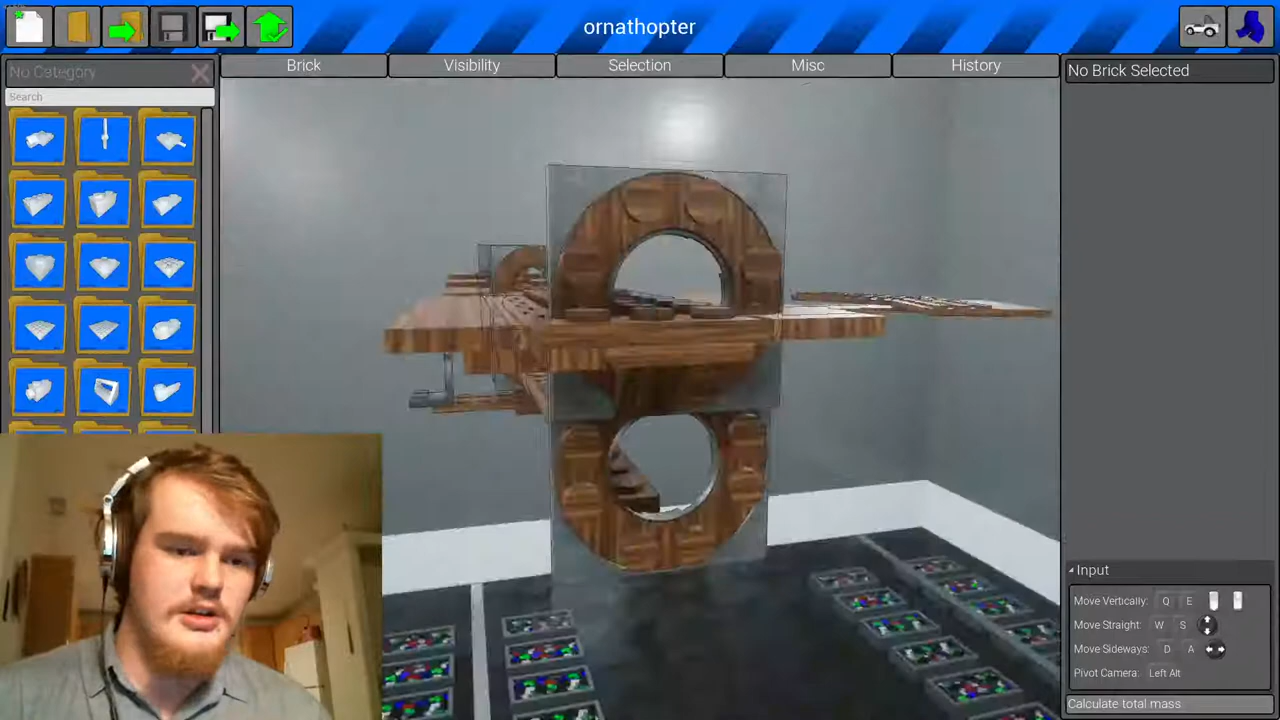 ornathopter
No Category
Search
Brick
Visibility
Selection
Misc
History
No Brick Selected
Input
Move Vertically: Q E
Move Straight: W S
Move Sideways: D A
Pivot Camera: Left Alt
Calculate total mass